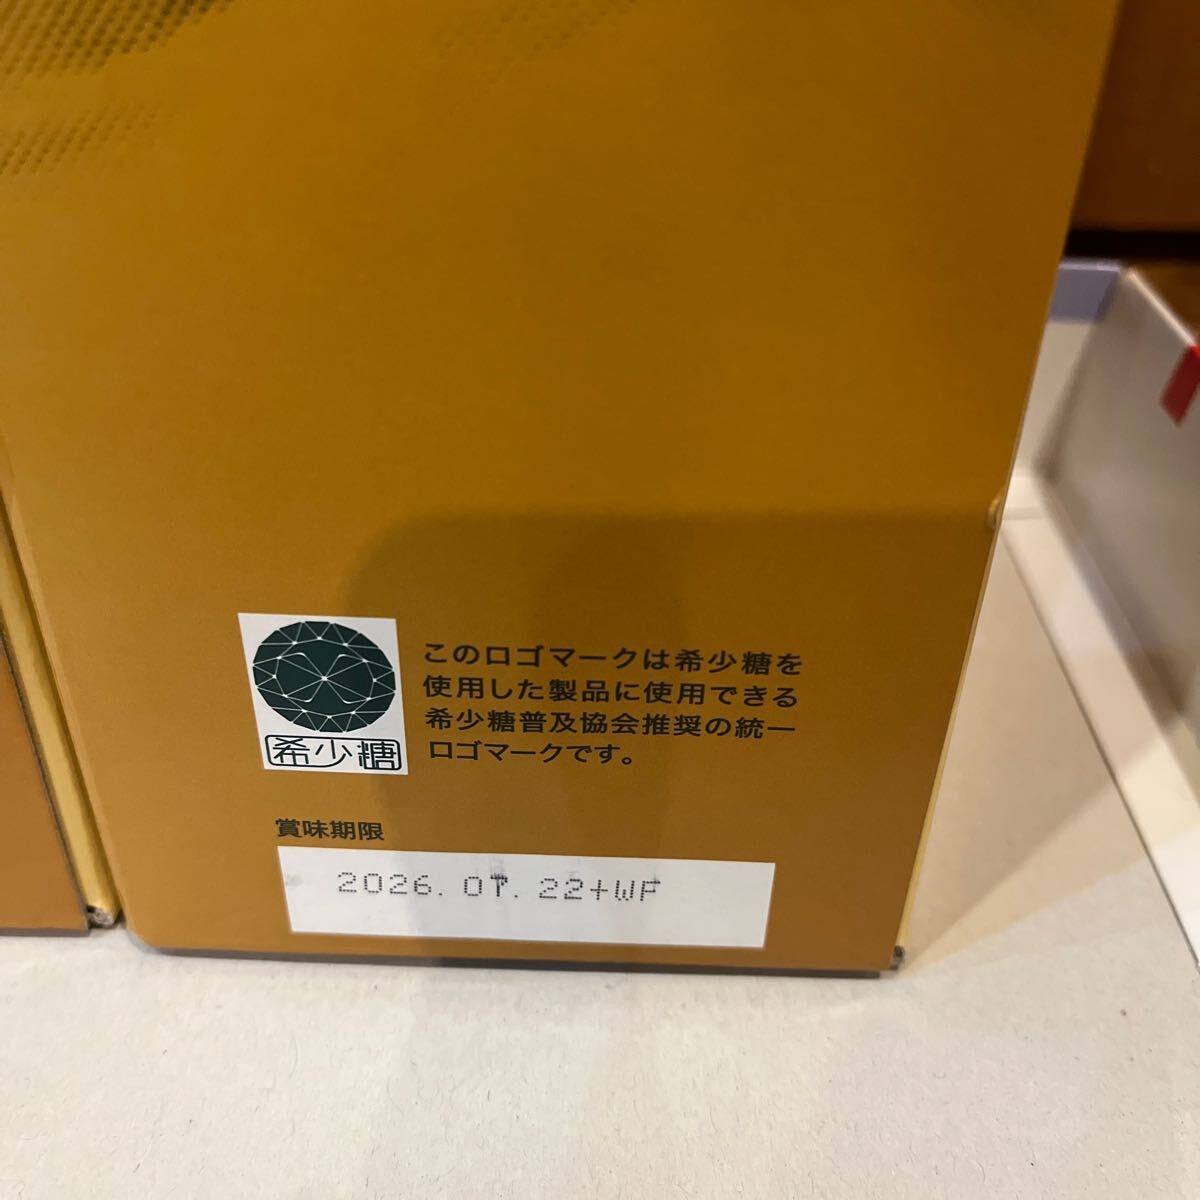 このロゴマークは希少糖を
使用した製品に使用できる
希少糖普及協会推奨の統一
ロゴマークです。
希少糖
賞味期限
2026.07.22+WF